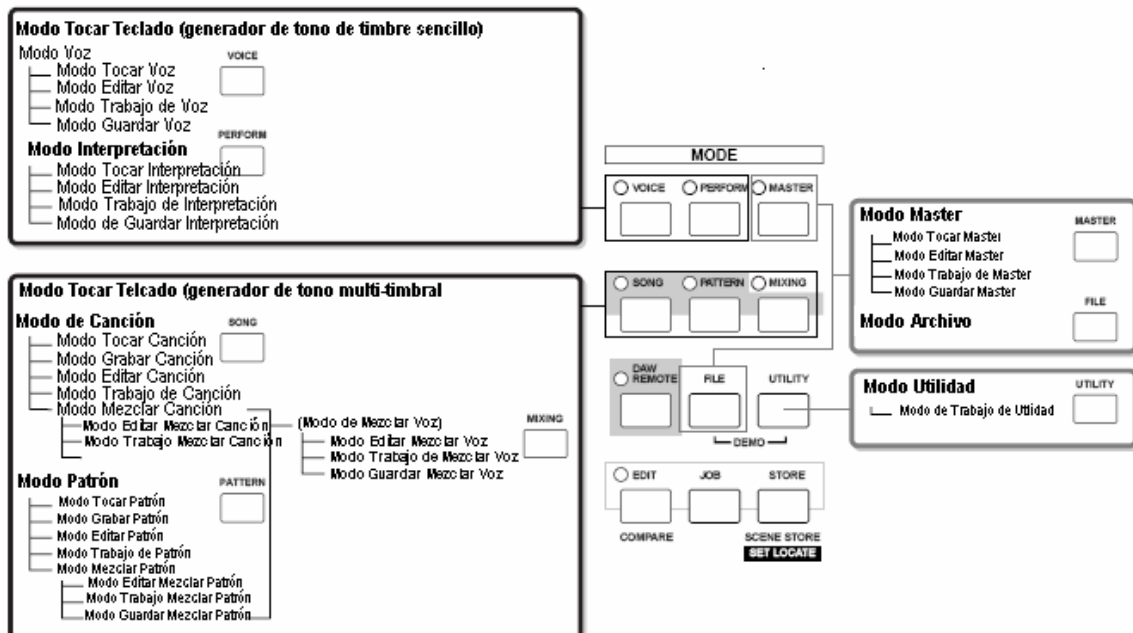 Modo Tocar Teclado (generador de tono de timbre sencillo)
Modo Voz
VOICE
Modo Tocar Voz
Modo Editar Voz
Modo Trabajo de Voz
Modo Guardar Voz
PERFORM
Modo Interpretación
Modo Tocar Interpretación
Modo Editar Interpretación
Modo Trabajo de Interpretación
Modo de Guardar Interpretación
Modo Tocar Telcado (generador de tono multi-timbral
Modo de Canción
SONG
Modo Tocar Canción
Modo Grabar Canción
Modo Editar Canción
Modo Trabajo de Canción
Modo Mezclar Canción
Modo Editar Mezclar Canción
Modo Trabajo Mezclar Canción
(Modo de Mezclar Voz)
MIXING
Modo Editar Mezclar Voz
Modo Trabajo de Mezclar Voz
Modo Guardar Mezclar Voz
Modo Patrón
PATTERN
Modo Tocar Patrón
Modo Grabar Patrón
Modo Editar Patrón
Modo Trabajo de Patrón
Modo Mezclar Patrón
Modo Editar Mezclar Patrón
Modo Trabajo Mezclar Patrón
Modo Guardar Mezclar Patrón
MODE
VOICE PERFORM MASTER
SONG PATTERN MIXING
DAW REMOTE FILE UTILITY
DEMO
EDIT JOB STORE
COMPARE SCENE STORE
SET LOCATE
Modo Master
MASTER
Modo Tocar Master
Modo Editar Master
Modo Trabajo de Master
Modo Guardar Master
FILE
Modo Archivo
Modo Utilidad
UTILITY
Modo de Trabajo de Utilidad